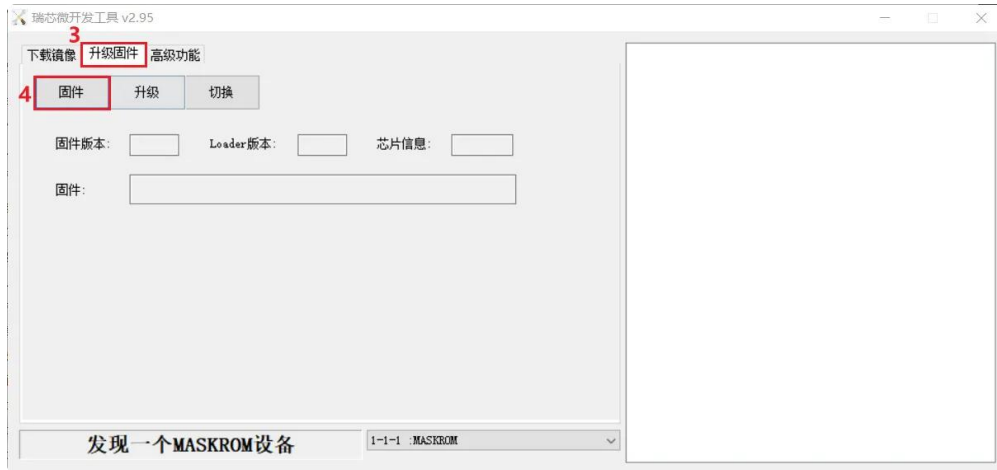 瑞芯微开发工具 v2.95
3
下载镜像 升级固件 高级功能
4 固件 升级 切换
固件版本: Loader版本: 芯片信息:
固件:
发现一个MASKROM设备 1-1-1 :MASKROM